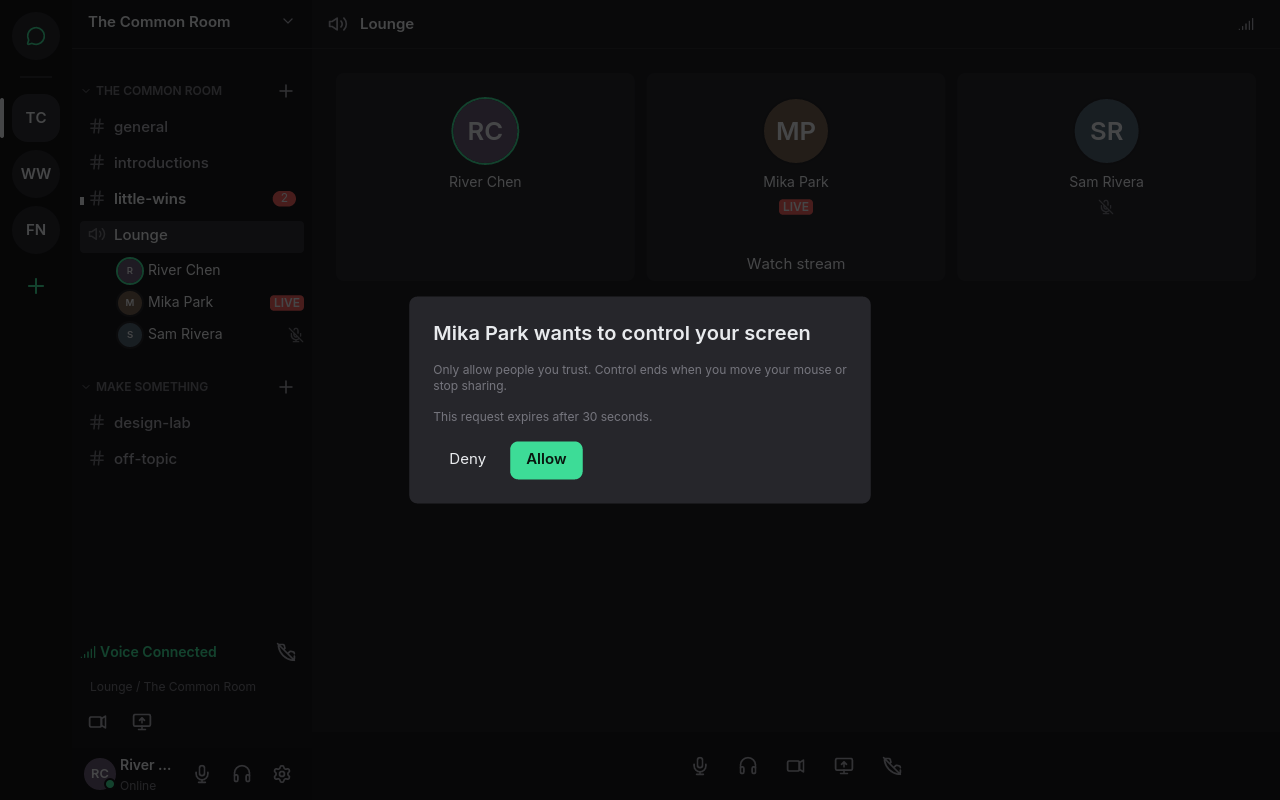 The Common Room
TC
WW
FN
THE COMMON ROOM
general
introductions
little-wins
2
Lounge
R
River Chen
M
Mika Park
LIVE
S
Sam Rivera
MAKE SOMETHING
design-lab
off-topic
Voice Connected
Lounge / The Common Room
RC
River ...
Online
Lounge
RC
River Chen
MP
Mika Park
LIVE
Watch stream
SR
Sam Rivera
Mika Park wants to control your screen
Only allow people you trust. Control ends when you move your mouse or
stop sharing.
This request expires after 30 seconds.
Deny
Allow